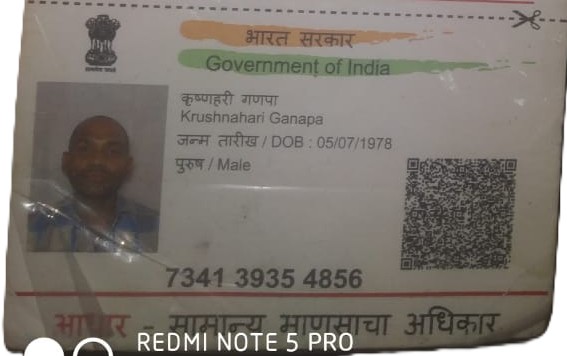 भारत सरकार
Government of India
कृष्णहरी गणपा
Krushnahari Ganapa
जन्म तारीख / DOB : 05/07/1978
पुरुष / Male
7341 3935 4856
आधार - सामान्य माणसाचा अधिकार
REDMI NOTE 5 PRO